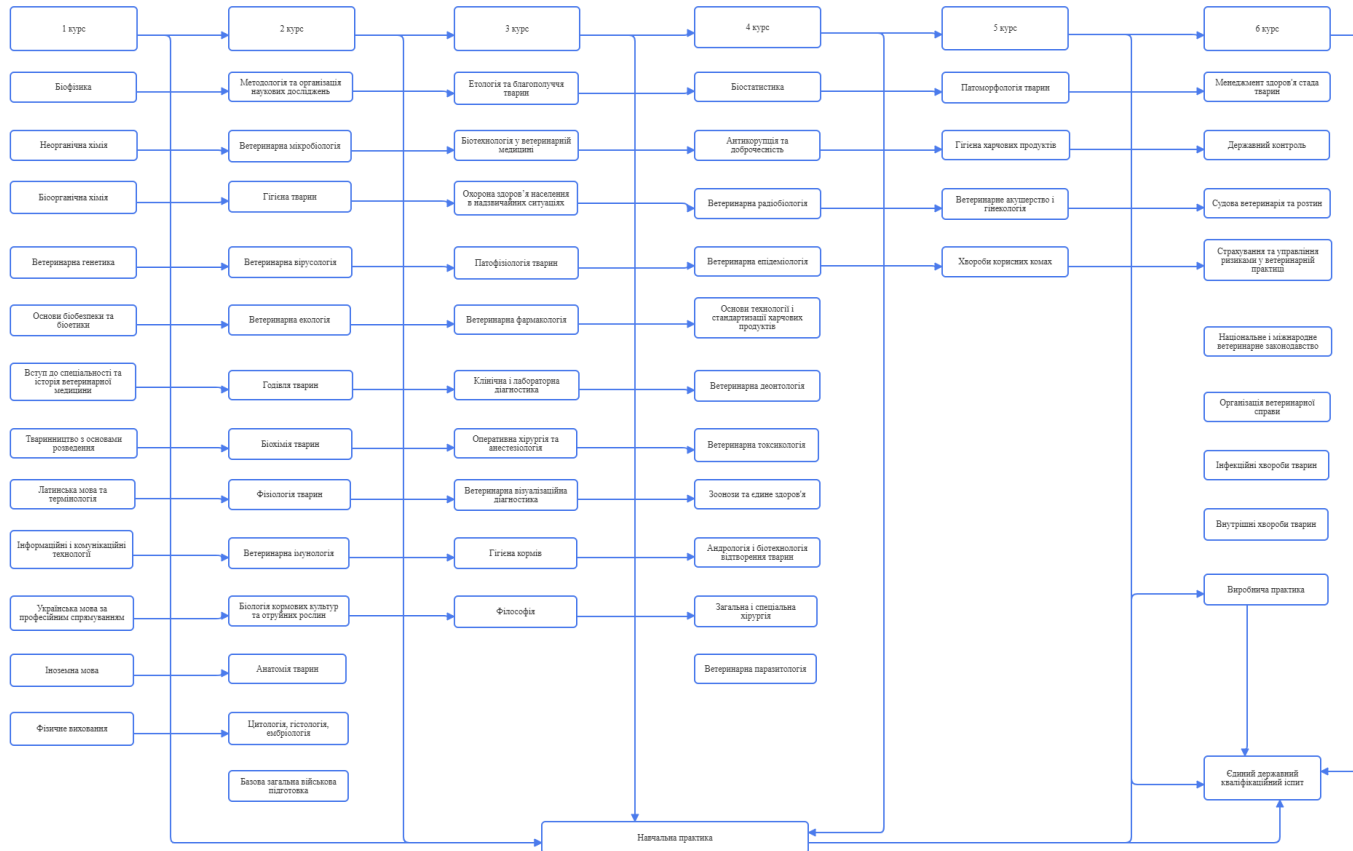 1 курс
2 курс
3 курс
4 курс
5 курс
6 курс
Біофізика
Методологія та організація
наукових досліджень
Етологія та благополуччя
тварин
Біостатистика
Патоморфологія тварин
Менеджмент здоров'я стада
тварин
Неорганічна хімія
Ветеринарна мікробіологія
Біотехнологія у ветеринарній
медицині
Антикорупція та
доброчесність
Гігієна харчових продуктів
Державний контроль
Біоорганічна хімія
Гігієна тварин
Охорона здоров'я населення
в надзвичайних ситуаціях
Ветеринарна радіобіологія
Ветеринарне акушерство і
гінекологія
Судова ветеринарія та розтин
Ветеринарна генетика
Ветеринарна вірусологія
Патофізіологія тварин
Ветеринарна епідеміологія
Хвороби корисних комах
Страхування та управління
ризиками у ветеринарній
практиці
Основи біобезпеки та
біоетики
Ветеринарна екологія
Ветеринарна фармакологія
Основи технології і
стандартизації харчових
продуктів
Національне і міжнародне
ветеринарне законодавство
Вступ до спеціальності та
історія ветеринарної
медицини
Годівля тварин
Клінічна і лабораторна
діагностика
Ветеринарна деонтологія
Організація ветеринарної
справи
Тваринництво з основами
розведення
Біохімія тварин
Оперативна хірургія та
анестезіологія
Ветеринарна токсикологія
Інфекційні хвороби тварин
Латинська мова та
термінологія
Фізіологія тварин
Ветеринарна візуалізаційна
діагностика
Зоонози та єдине здоров'я
Внутрішні хвороби тварин
Інформаційні і комунікаційні
технології
Ветеринарна імунологія
Гігієна кормів
Андрологія і біотехнологія
відтворення тварин
Виробнича практика
Українська мова за
професійним спрямуванням
Біологія кормових культур
та отруйних рослин
Філософія
Загальна і спеціальна
хірургія
Іноземна мова
Анатомія тварин
Ветеринарна паразитологія
Фізичне виховання
Цитологія, гістологія,
ембріологія
Базова загальна військова
підготовка
Єдиний державний
кваліфікаційний іспит
Навчальна практика